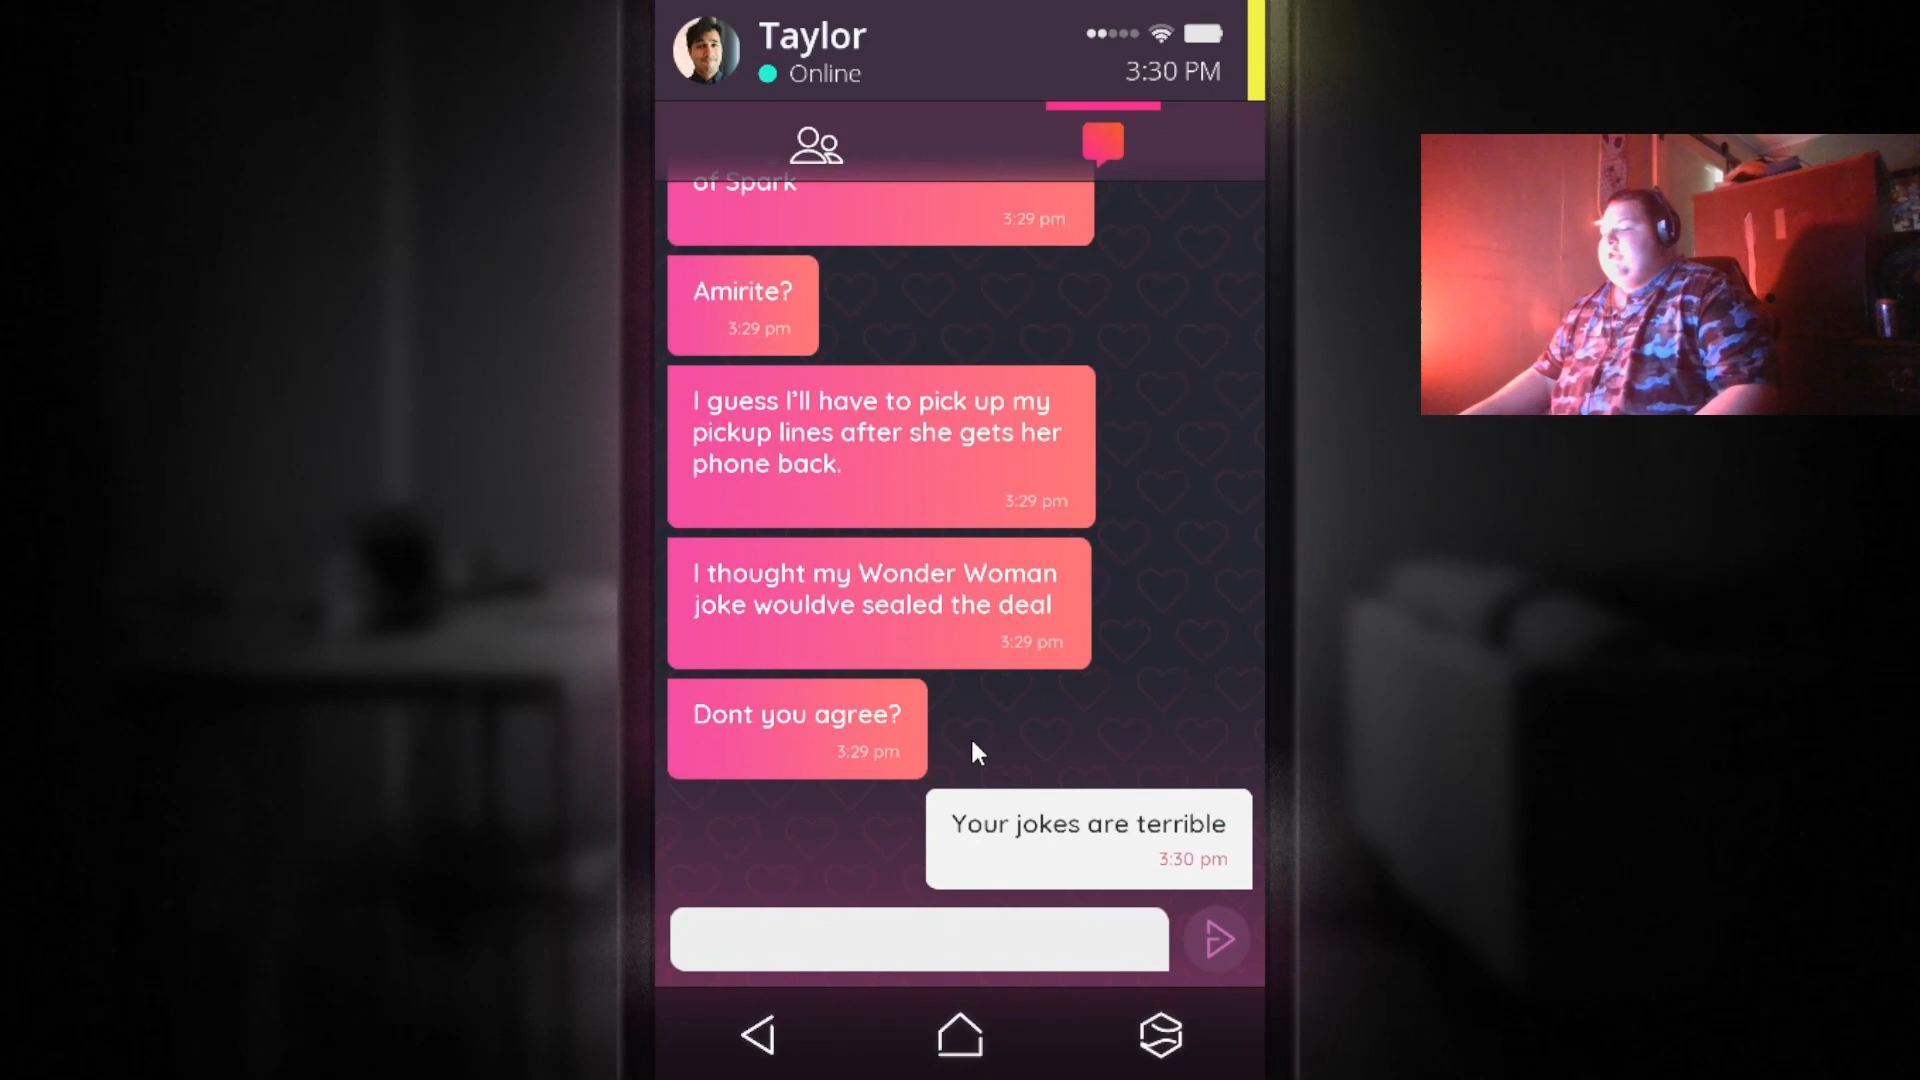 Taylor
Online
3:30 PM
of Spark
3:29 pm
Amirite?
3:29 pm
I guess I’ll have to pick up my
pickup lines after she gets her
phone back.
3:29 pm
I thought my Wonder Woman
joke wouldve sealed the deal
3:29 pm
Dont you agree?
3:29 pm
Your jokes are terrible
3:30 pm